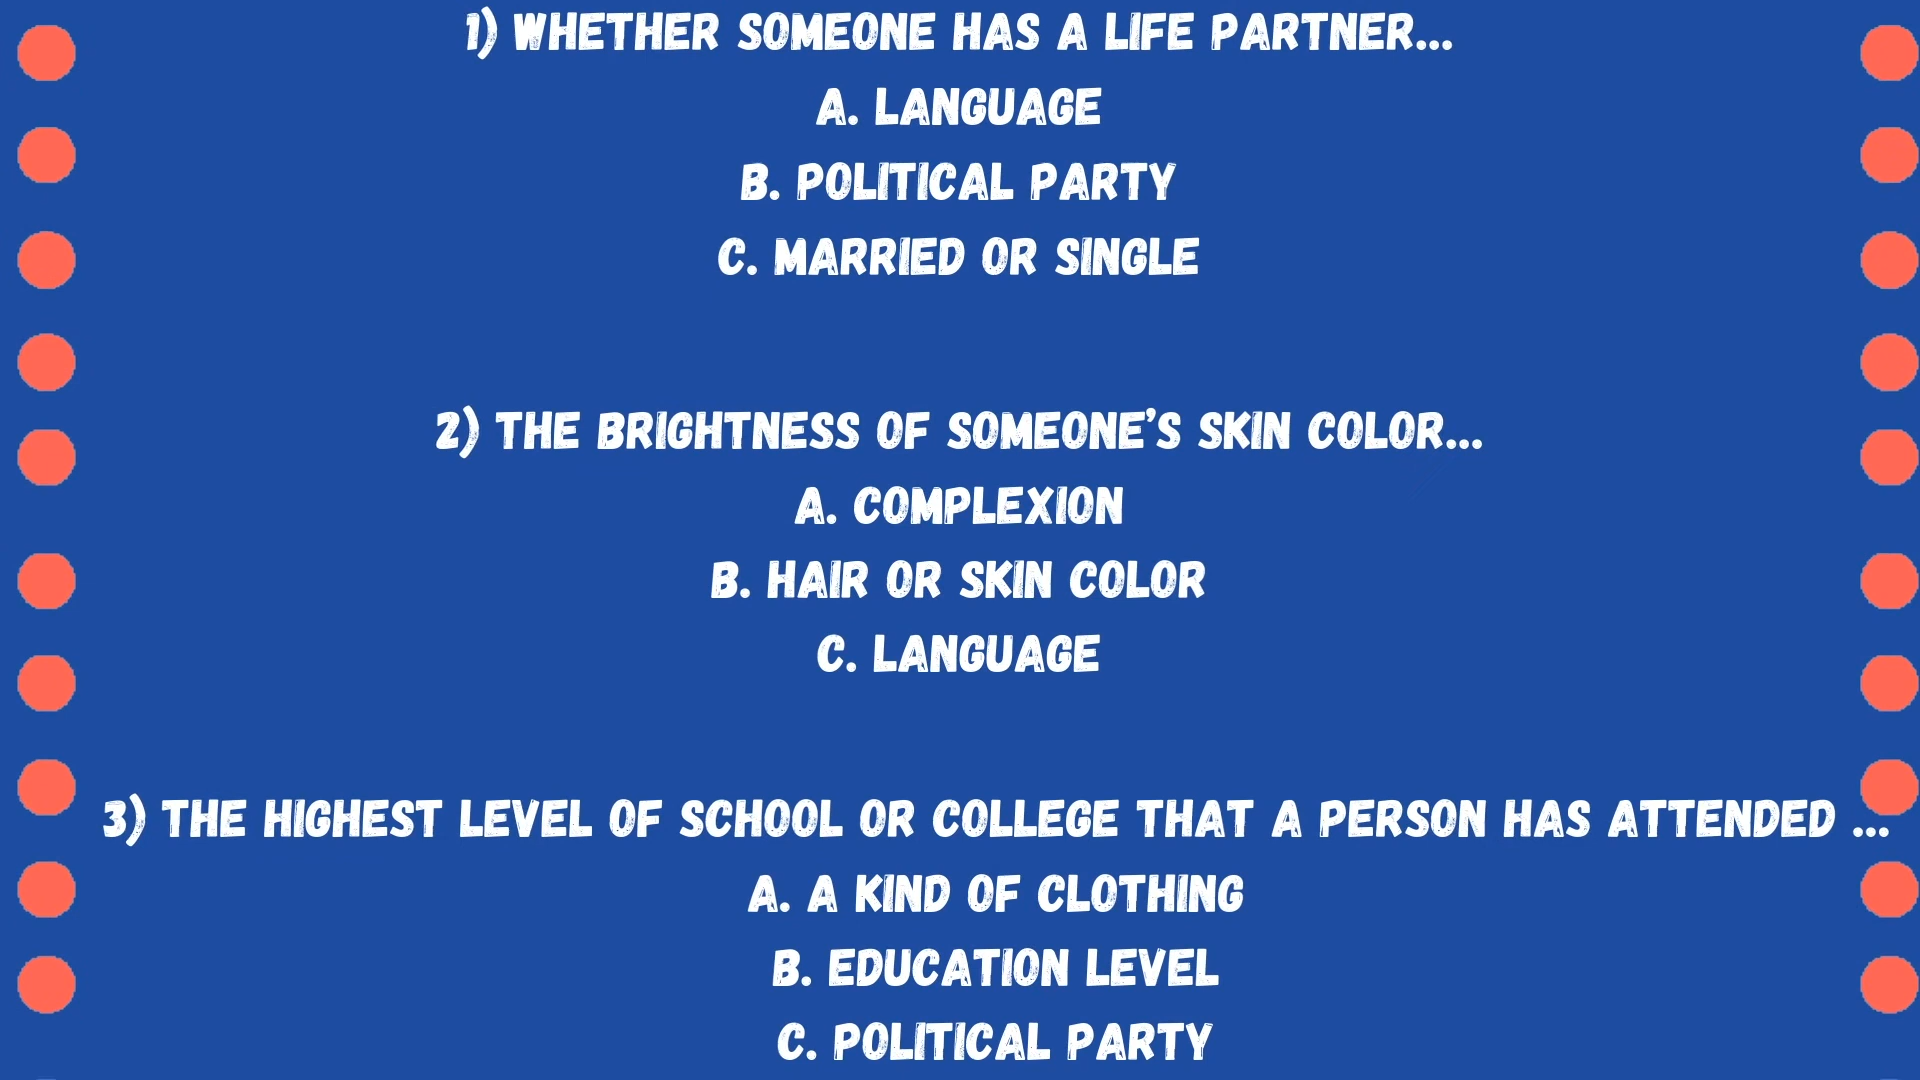 1) WHETHER SOMEONE HAS A LIFE PARTNER...
A. LANGUAGE
B. POLITICAL PARTY
C. MARRIED OR SINGLE
2) THE BRIGHTNESS OF SOMEONE'S SKIN COLOR...
A. COMPLEXION
B. HAIR OR SKIN COLOR
C. LANGUAGE
3) THE HIGHEST LEVEL OF SCHOOL OR COLLEGE THAT A PERSON HAS ATTENDED ...
A. A KIND OF CLOTHING
B. EDUCATION LEVEL
C. POLITICAL PARTY